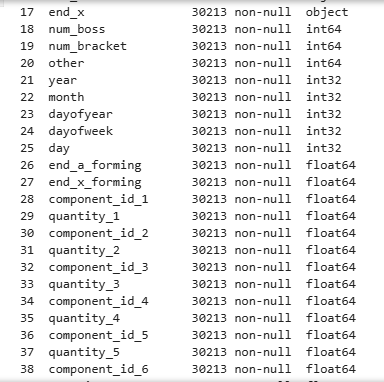 17 end_x 30213 non-null object
18 num_boss 30213 non-null int64
19 num_bracket 30213 non-null int64
20 other 30213 non-null int64
21 year 30213 non-null int32
22 month 30213 non-null int32
23 dayofyear 30213 non-null int32
24 dayofweek 30213 non-null int32
25 day 30213 non-null int32
26 end_a_forming 30213 non-null float64
27 end_x_forming 30213 non-null float64
28 component_id_1 30213 non-null float64
29 quantity_1 30213 non-null float64
30 component_id_2 30213 non-null float64
31 quantity_2 30213 non-null float64
32 component_id_3 30213 non-null float64
33 quantity_3 30213 non-null float64
34 component_id_4 30213 non-null float64
35 quantity_4 30213 non-null float64
36 component_id_5 30213 non-null float64
37 quantity_5 30213 non-null float64
38 component_id_6 30213 non-null float64